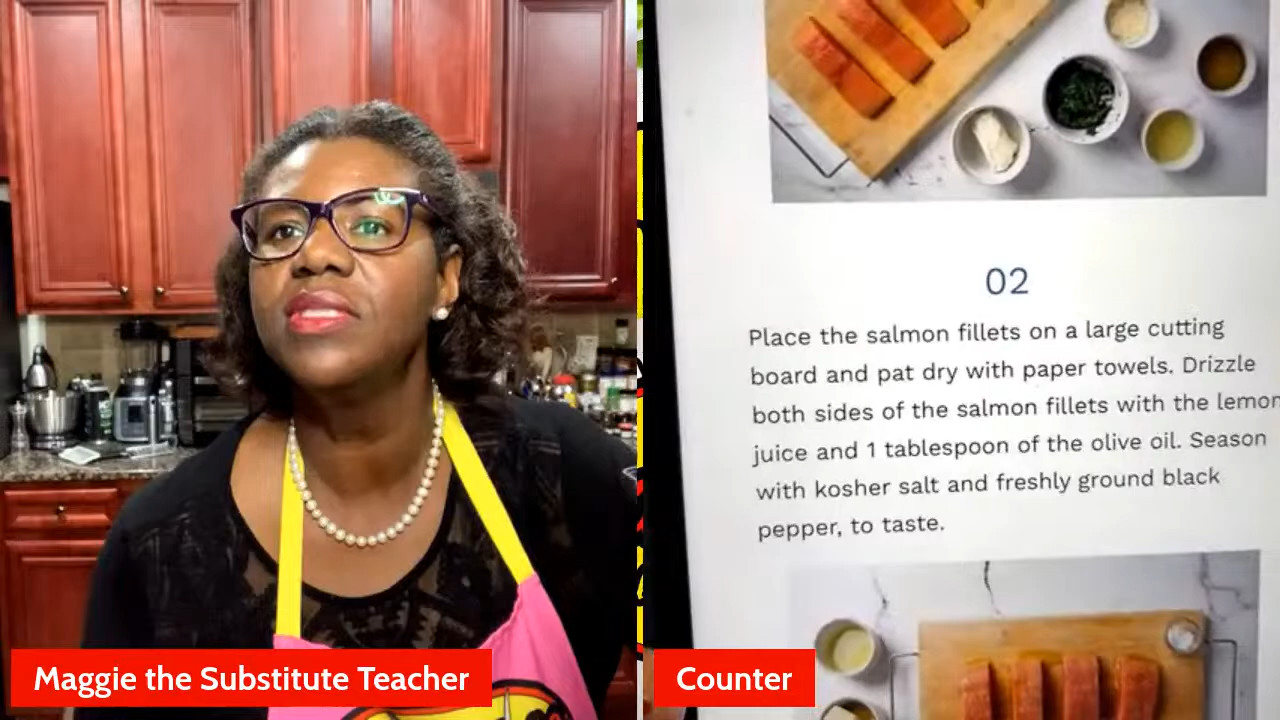 02
Place the salmon fillets on a large cutting
board and pat dry with paper towels. Drizzle
both sides of the salmon fillets with the lemon
juice and 1 tablespoon of the olive oil. Season
with kosher salt and freshly ground black
pepper, to taste.
Maggie the Substitute Teacher
Counter